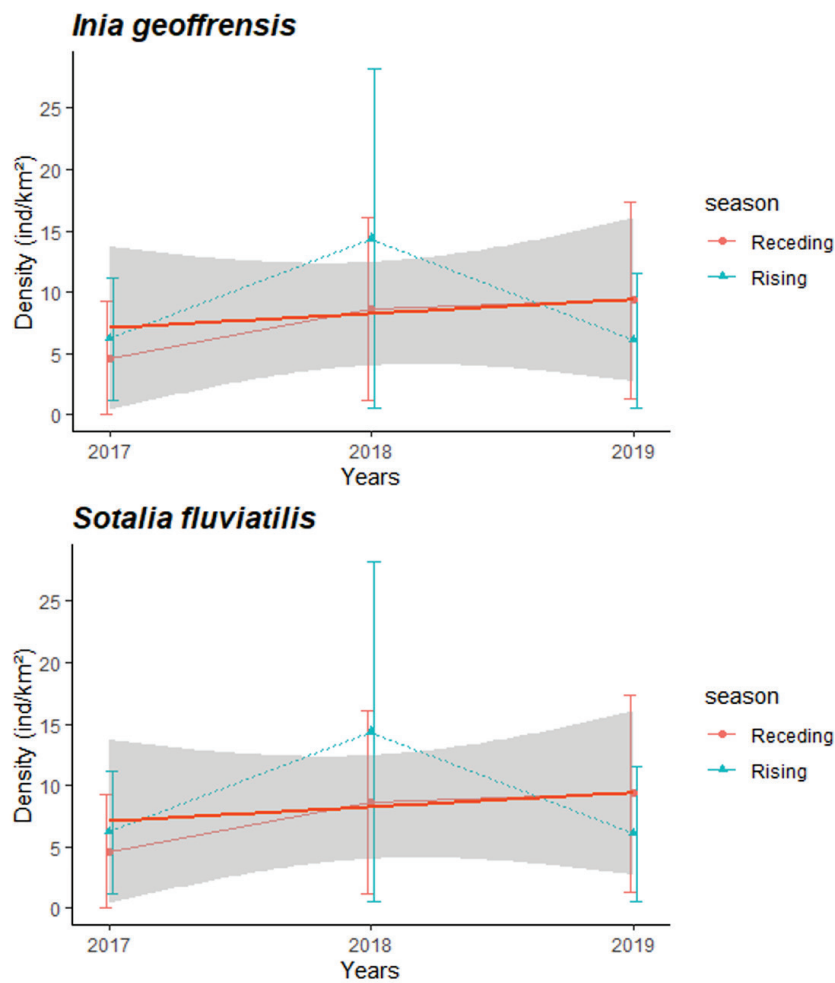 Inia geoffrensis
Density (ind/km²)
25
20
15
10
5
0
2017 2018 2019
Years
season
Receding
Rising
Sotalia fluviatilis
Density (ind/km²)
25
20
15
10
5
0
2017 2018 2019
Years
season
Receding
Rising